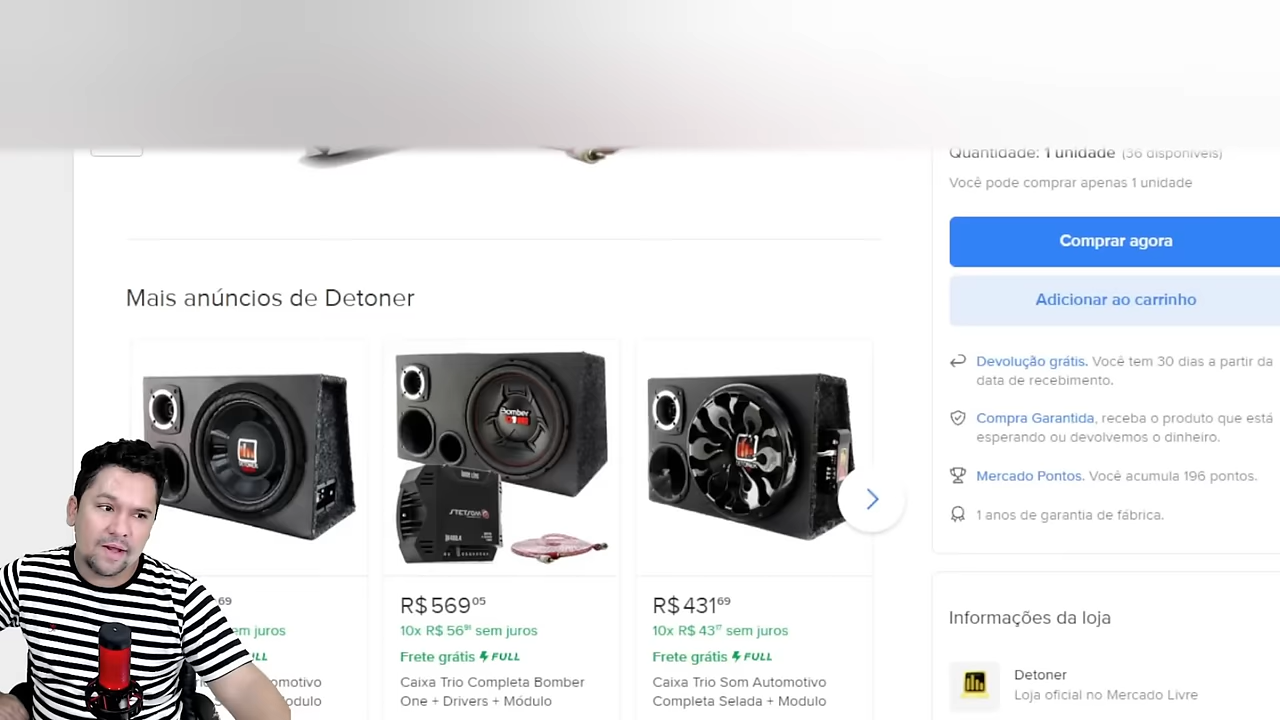 Quantidade: 1 unidade (36 disponíveis)
Você pode comprar apenas 1 unidade
Comprar agora
Adicionar ao carrinho
Devolução grátis. Você tem 30 dias a partir da
data de recebimento.
Compra Garantida, receba o produto que está
esperando ou devolvemos o dinheiro.
Mercado Pontos. Você acumula 196 pontos.
1 anos de garantia de fábrica.
Informações da loja
Detoner
Loja oficial no Mercado Livre
Mais anúncios de Detoner
Bomber
STETSOM
69
sem juros
R$ 569 05
10x R$ 56 sem juros
Frete grátis FULL
Caixa Trio Completa Bomber
One + Drivers + Módulo
R$ 431 69
10x R$ 43 17 sem juros
Frete grátis FULL
Caixa Trio Som Automotivo
Completa Selada + Modulo